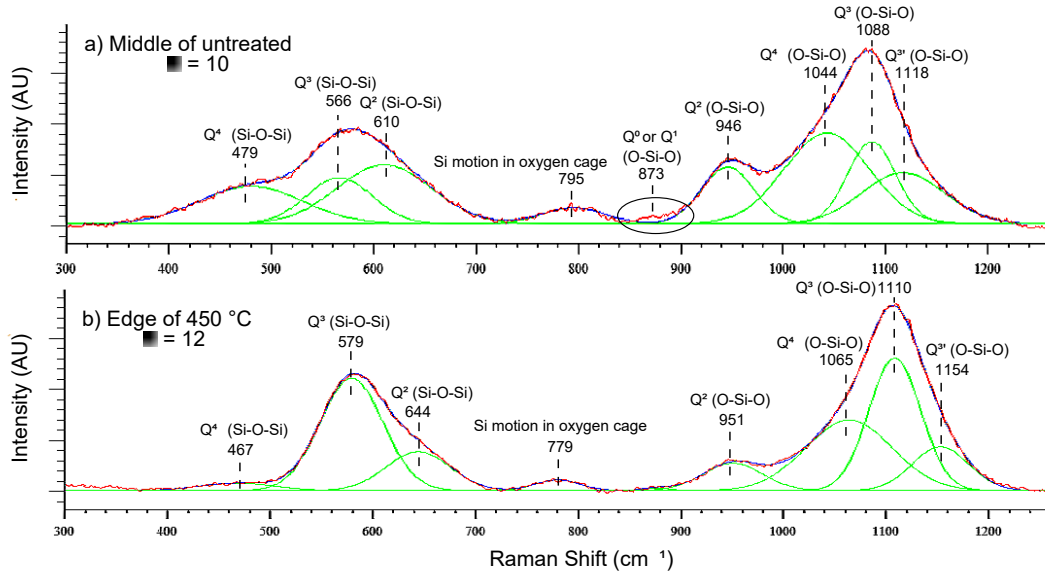 a) Middle of untreated
= 10
Q⁴ (Si-O-Si)
479
Q³ (Si-O-Si)
566
Q² (Si-O-Si)
610
Si motion in oxygen cage
795
Q⁰ or Q¹
(O-Si-O)
873
Q² (O-Si-O)
946
Q⁴ (O-Si-O)
1044
Q³ (O-Si-O)
1088
Q³' (O-Si-O)
1118
Intensity (AU)
300 400 500 600 700 800 900 1000 1100 1200
b) Edge of 450 °C
= 12
Q⁴ (Si-O-Si)
467
Q³ (Si-O-Si)
579
Q² (Si-O-Si)
644
Si motion in oxygen cage
779
Q² (O-Si-O)
951
Q⁴ (O-Si-O)
1065
Q³ (O-Si-O) 1110
Q³' (O-Si-O)
1154
Intensity (AU)
300 400 500 600 700 800 900 1000 1100 1200
Raman Shift (cm ¹)